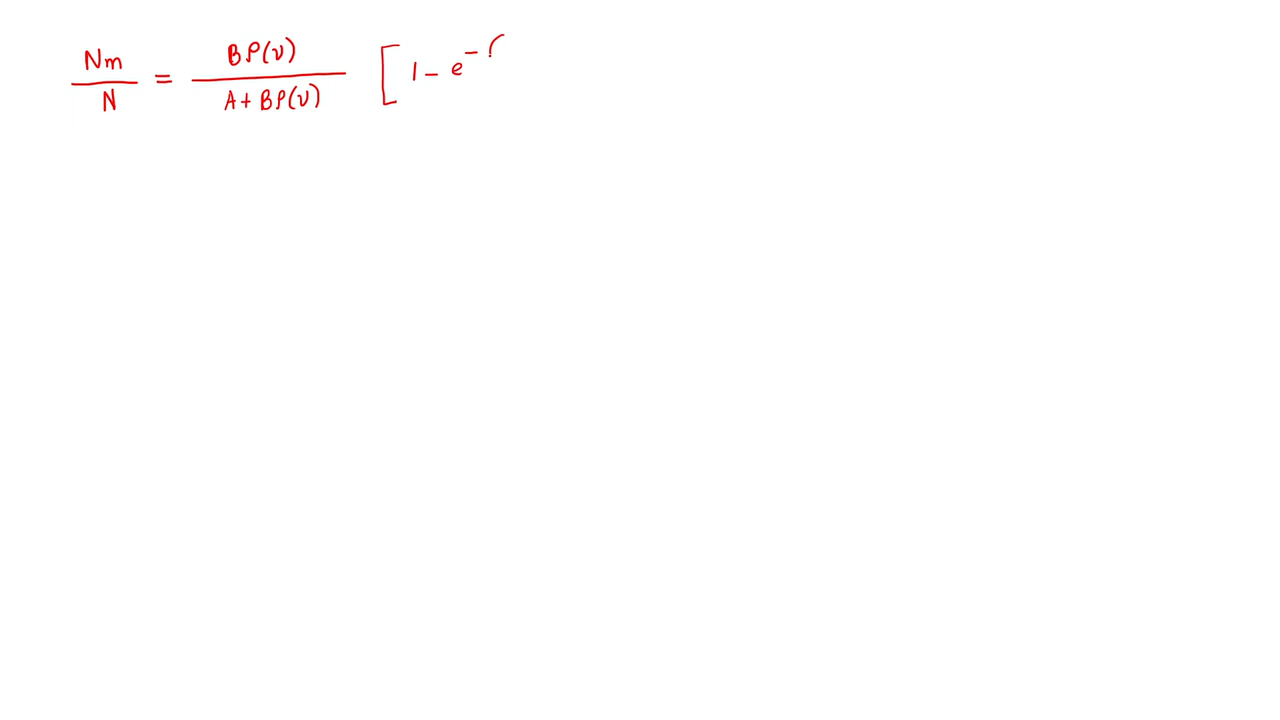 Nm/N = Bρ(ν)/A+Bρ(ν) [1 − e^−(